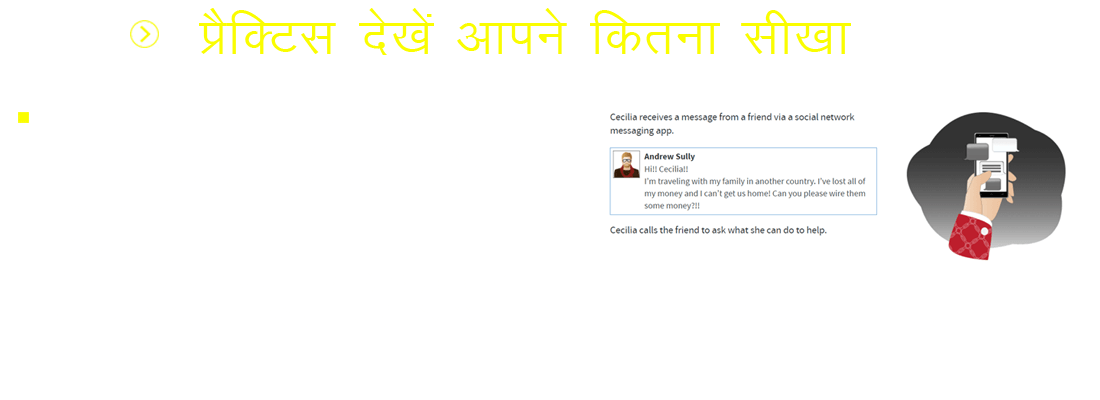 प्रैक्टिस देखें आपने कितना सीखा
Cecilia receives a message from a friend via a social network
messaging app.
Andrew Sully
Hi!! Cecilia!!
I'm traveling with my family in another country. I've lost all of
my money and I can't get us home! Can you please wire them
some money?!!
Cecilia calls the friend to ask what she can do to help.